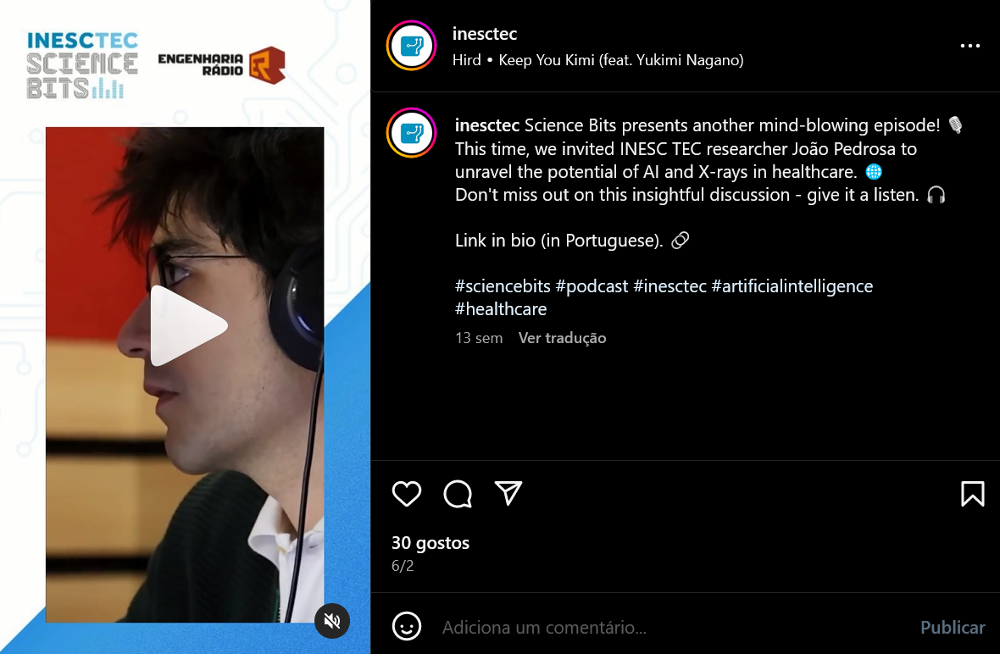 INESCTEC
SCIENCE
BITS
ENGENHARIA
RÁDIO
inesctec
Hird • Keep You Kimi (feat. Yukimi Nagano)
inesctec Science Bits presents another mind-blowing episode! 🎙️
This time, we invited INESC TEC researcher João Pedrosa to
unravel the potential of AI and X-rays in healthcare. 🌐
Don't miss out on this insightful discussion - give it a listen. 🎧
Link in bio (in Portuguese). 🔗
#sciencebits #podcast #inesctec #artificialintelligence
#healthcare
13 sem Ver tradução
30 gostos
6/2
Adiciona um comentário... Publicar